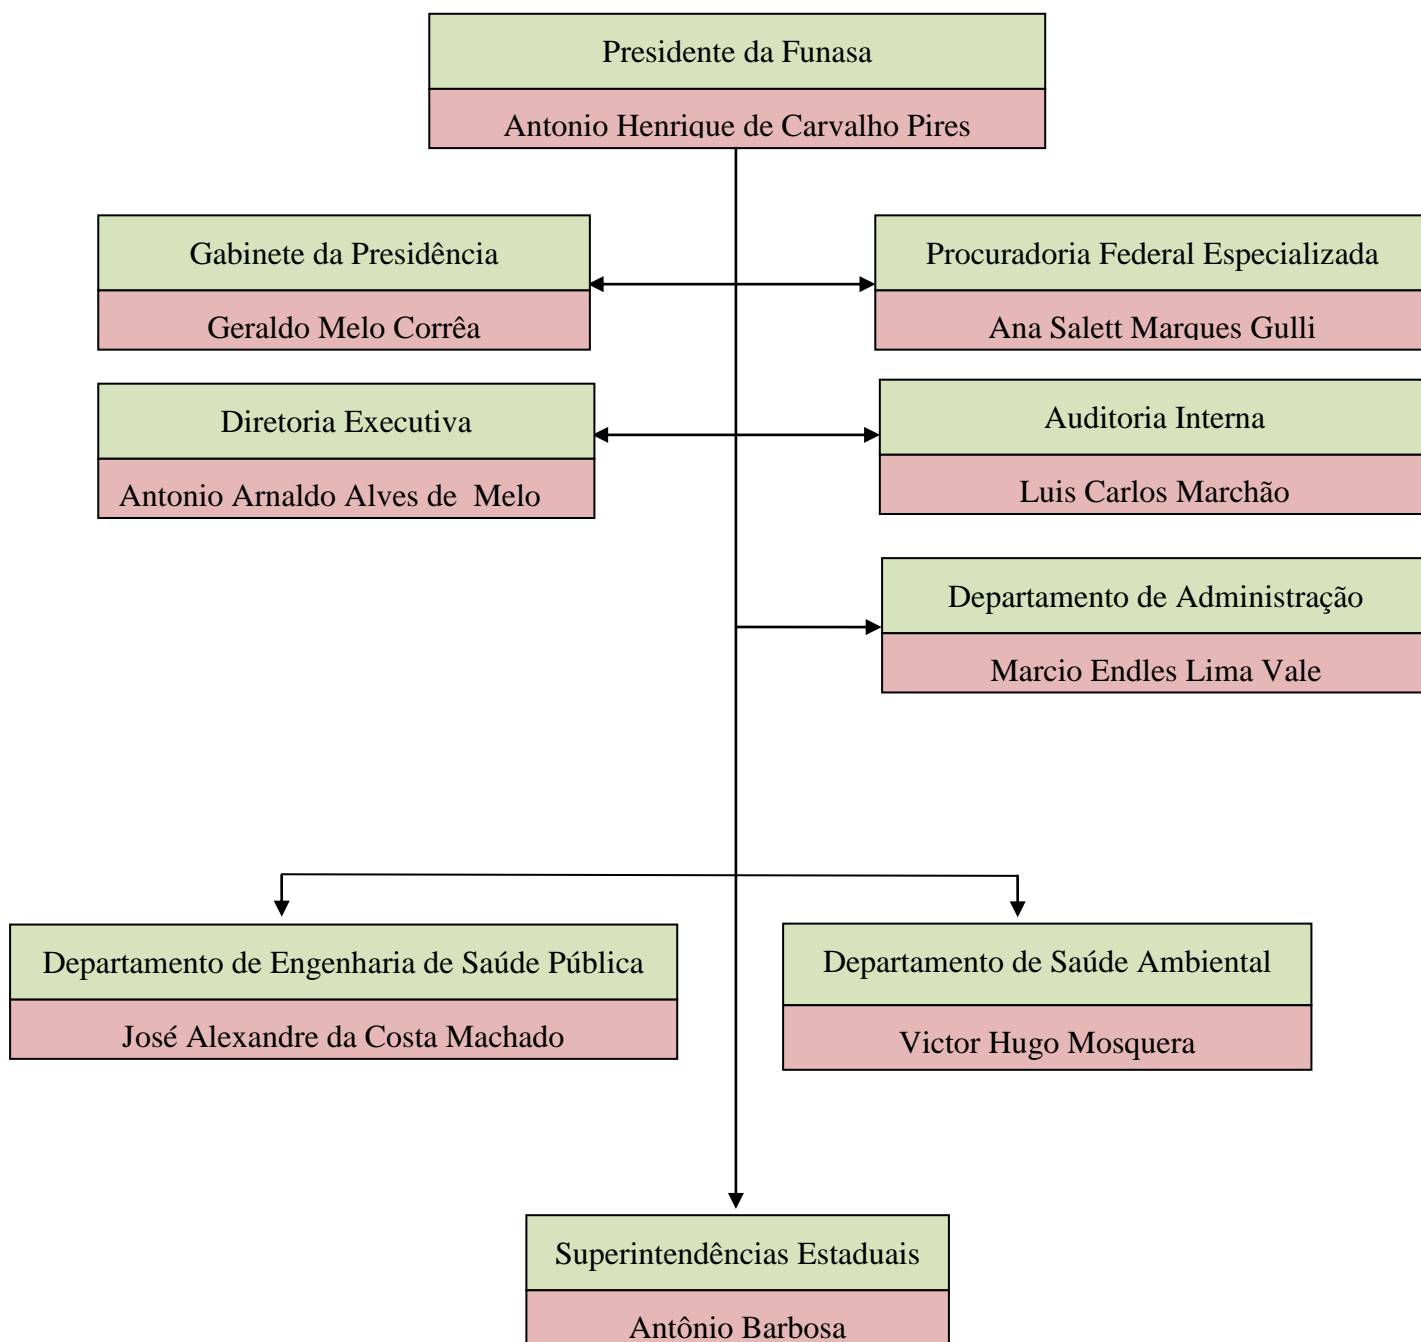 Presidente da Funasa
Antonio Henrique de Carvalho Pires
Gabinete da Presidência
Geraldo Melo Corrêa
Procuradoria Federal Especializada
Ana Salett Marques Gulli
Diretoria Executiva
Antonio Arnaldo Alves de Melo
Auditoria Interna
Luis Carlos Marchão
Departamento de Administração
Marcio Endles Lima Vale
Departamento de Engenharia de Saúde Pública
José Alexandre da Costa Machado
Departamento de Saúde Ambiental
Victor Hugo Mosquera
Superintendências Estaduais
Antônio Barbosa